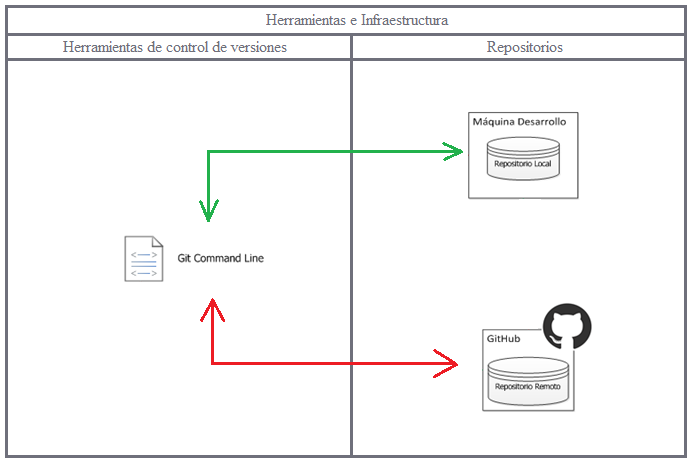 Herramientas e Infraestructura
Herramientas de control de versiones
Repositorios
Máquina Desarrollo
Repositorio Local
Git Command Line
GitHub
Repositorio Remoto